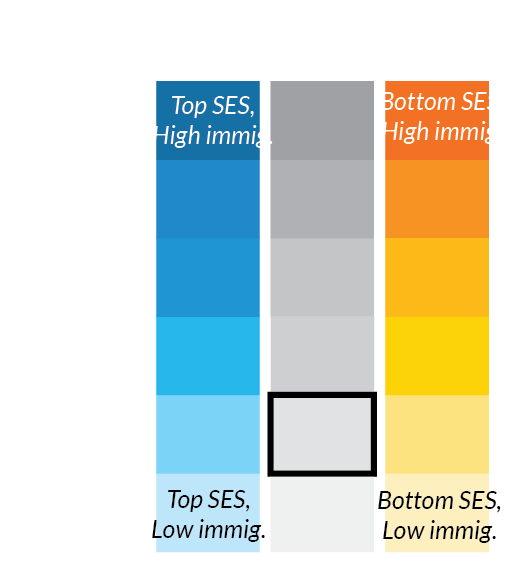 Top SES,
High immig.
Bottom SES
High immig
Top SES,
Low immig.
Bottom SES,
Low immig.